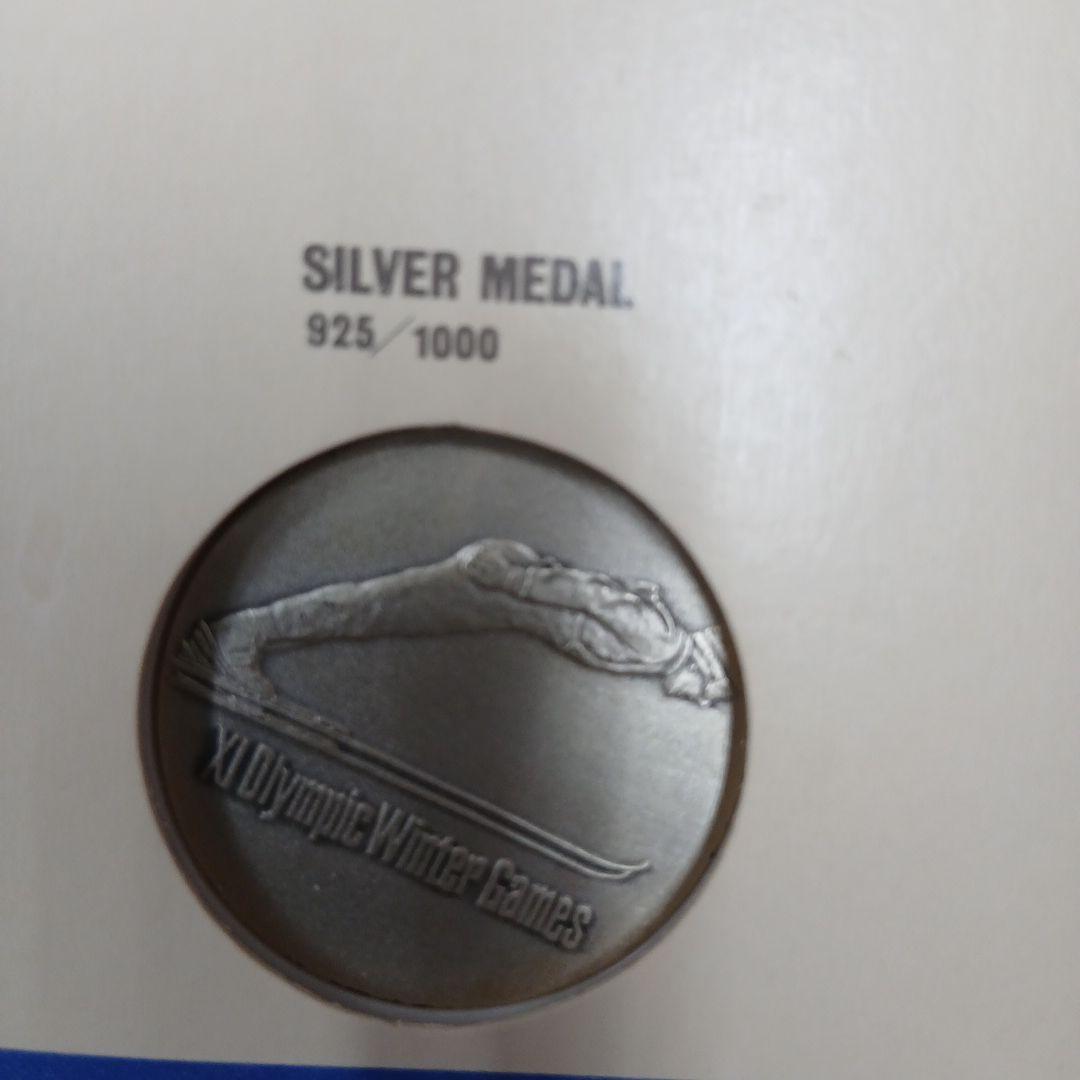 SILVER MEDAL
925/1000
XI Olympic Winter Games